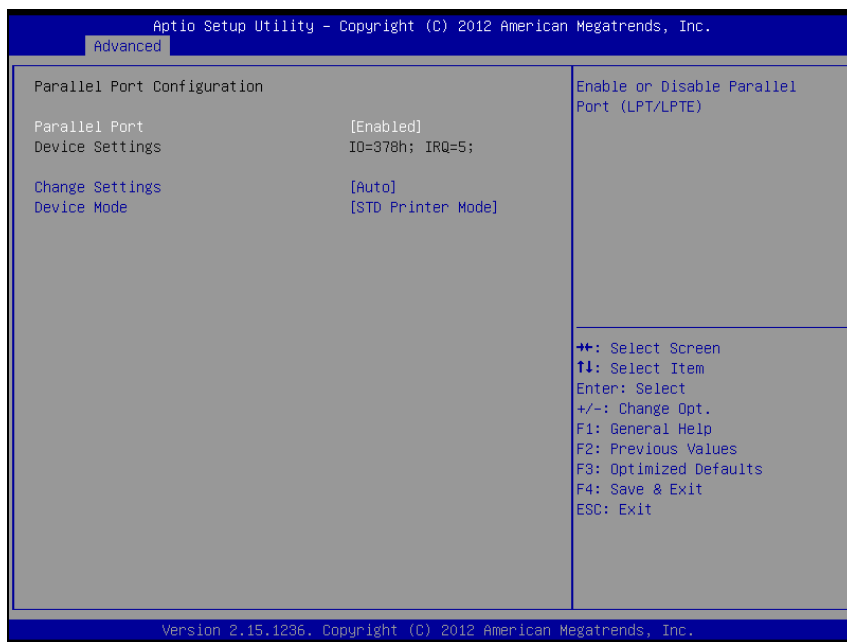 Aptio Setup Utility – Copyright (C) 2012 American Megatrends, Inc.
Advanced
Parallel Port Configuration
Parallel Port [Enabled]
Device Settings IO=378h; IRQ=5;
Change Settings [Auto]
Device Mode [STD Printer Mode]
Enable or Disable Parallel
Port (LPT/LPTE)
→←: Select Screen
↑↓: Select Item
Enter: Select
+/-: Change Opt.
F1: General Help
F2: Previous Values
F3: Optimized Defaults
F4: Save & Exit
ESC: Exit
Version 2.15.1236. Copyright (C) 2012 American Megatrends, Inc.